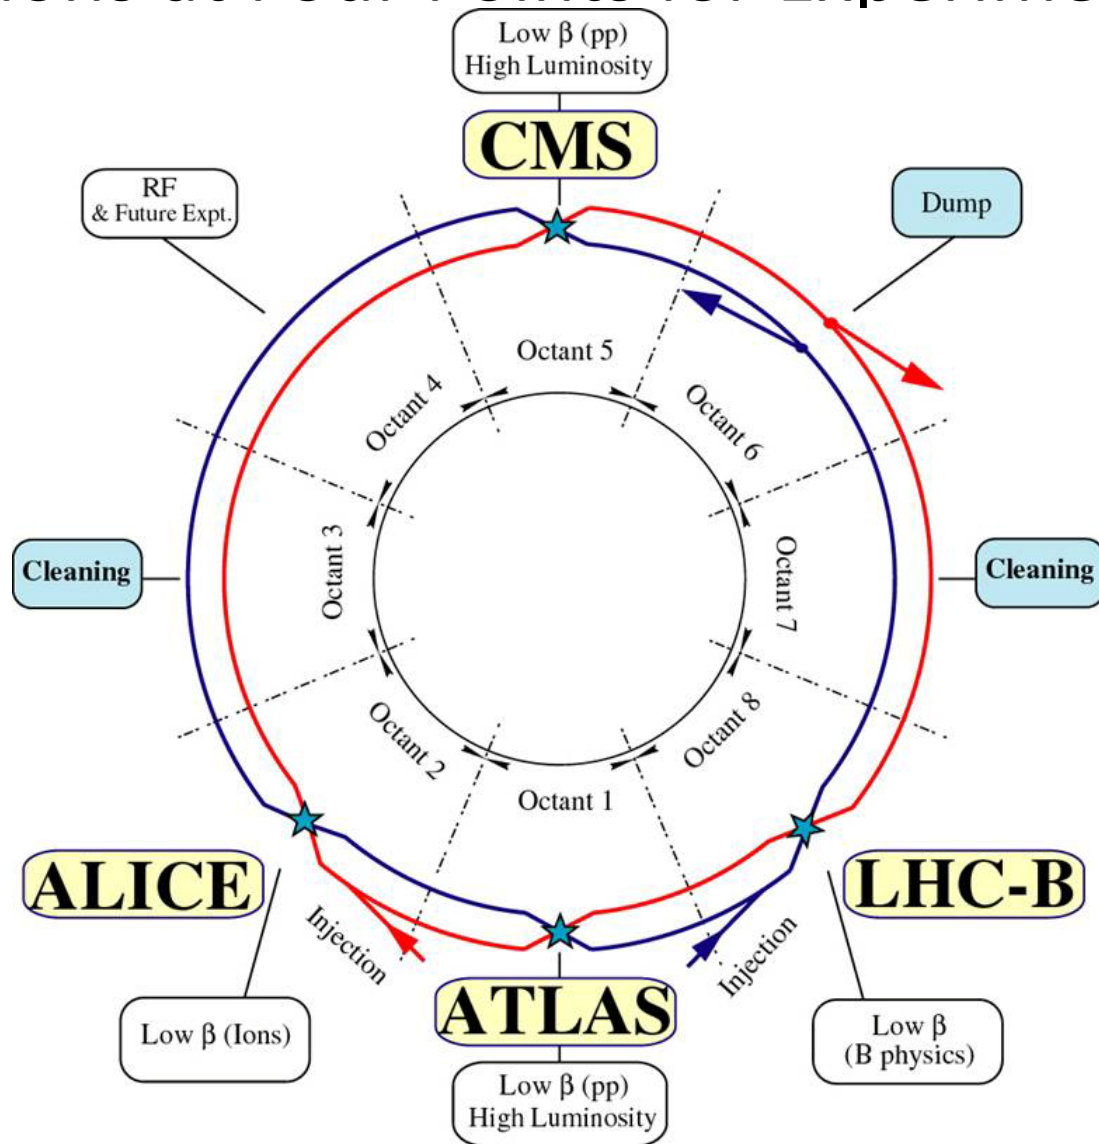 Low β (pp)
High Luminosity
CMS
RF
& Future Expt.
Dump
Octant 5
Octant 4
Octant 6
Cleaning
Octant 3
Octant 7
Cleaning
Octant 2
Octant 8
Octant 1
ALICE
LHC-B
Injection
Injection
ATLAS
Low β (Ions)
Low β
(B physics)
Low β (pp)
High Luminosity